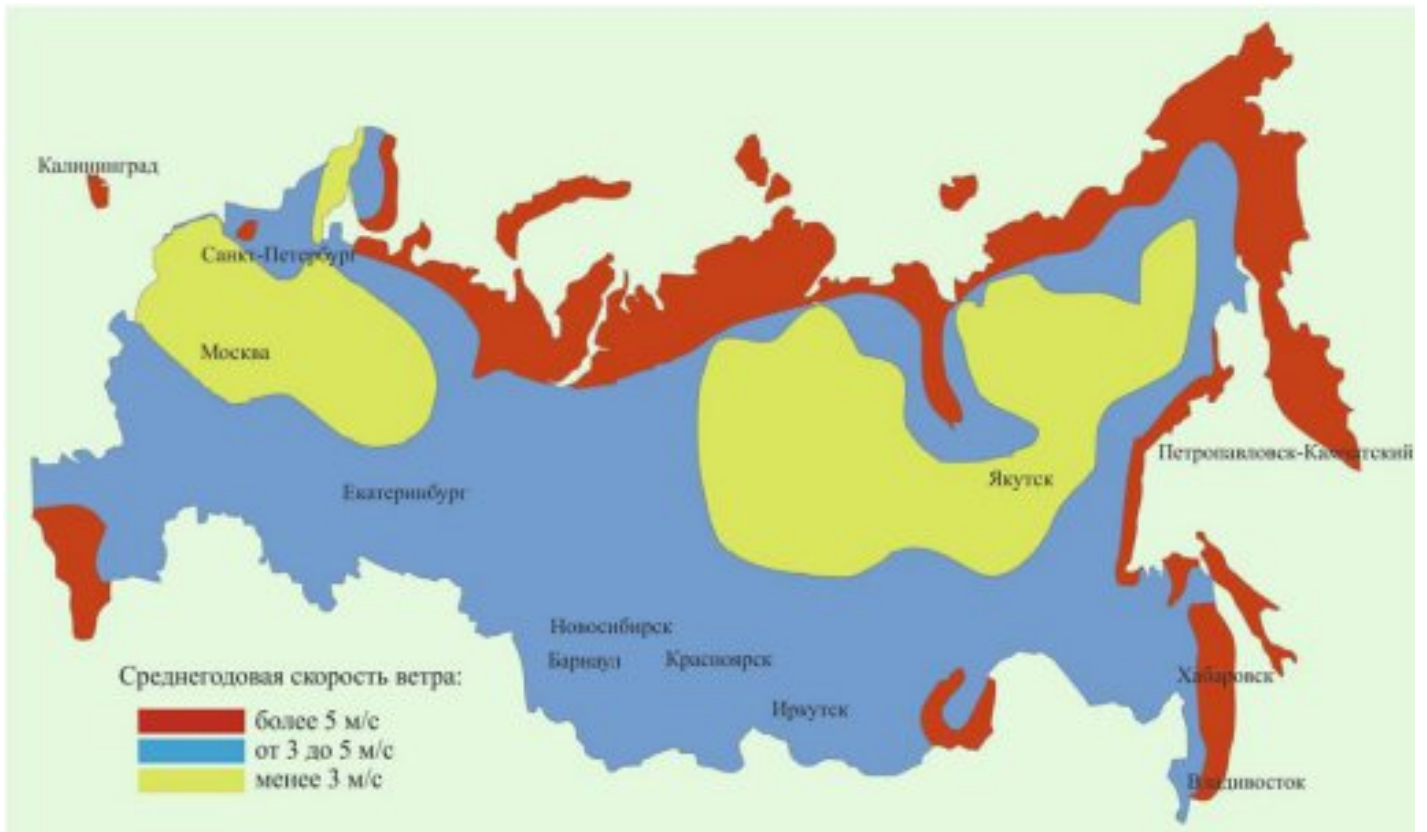 Калининград
Санкт-Петербург
Москва
Екатеринбург
Якутск
Петропавловск-Камчатский
Новосибирск
Барнаул
Красноярск
Иркутск
Хабаровск
Владивосток
Среднегодовая скорость ветра:
более 5 м/с
от 3 до 5 м/с
менее 3 м/с